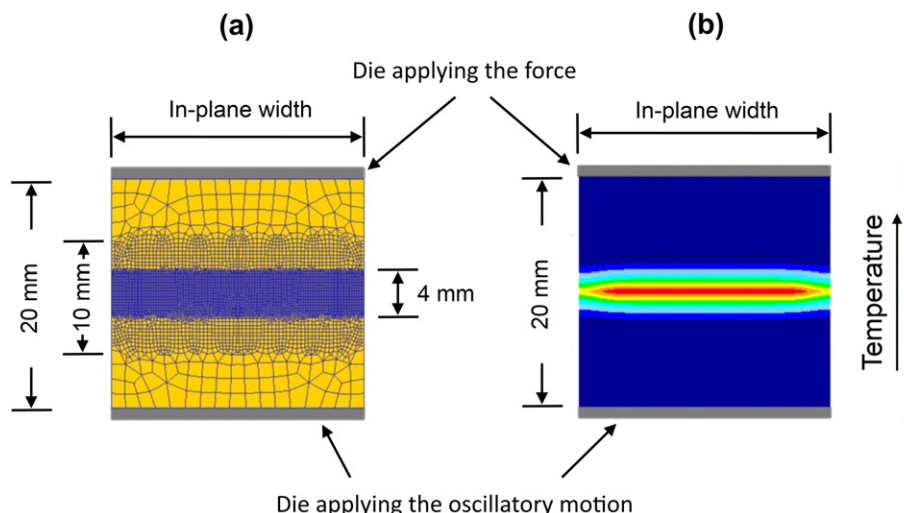 (a)
(b)
Die applying the force
In-plane width
In-plane width
20 mm
10 mm
4 mm
20 mm
Temperature
Die applying the oscillatory motion